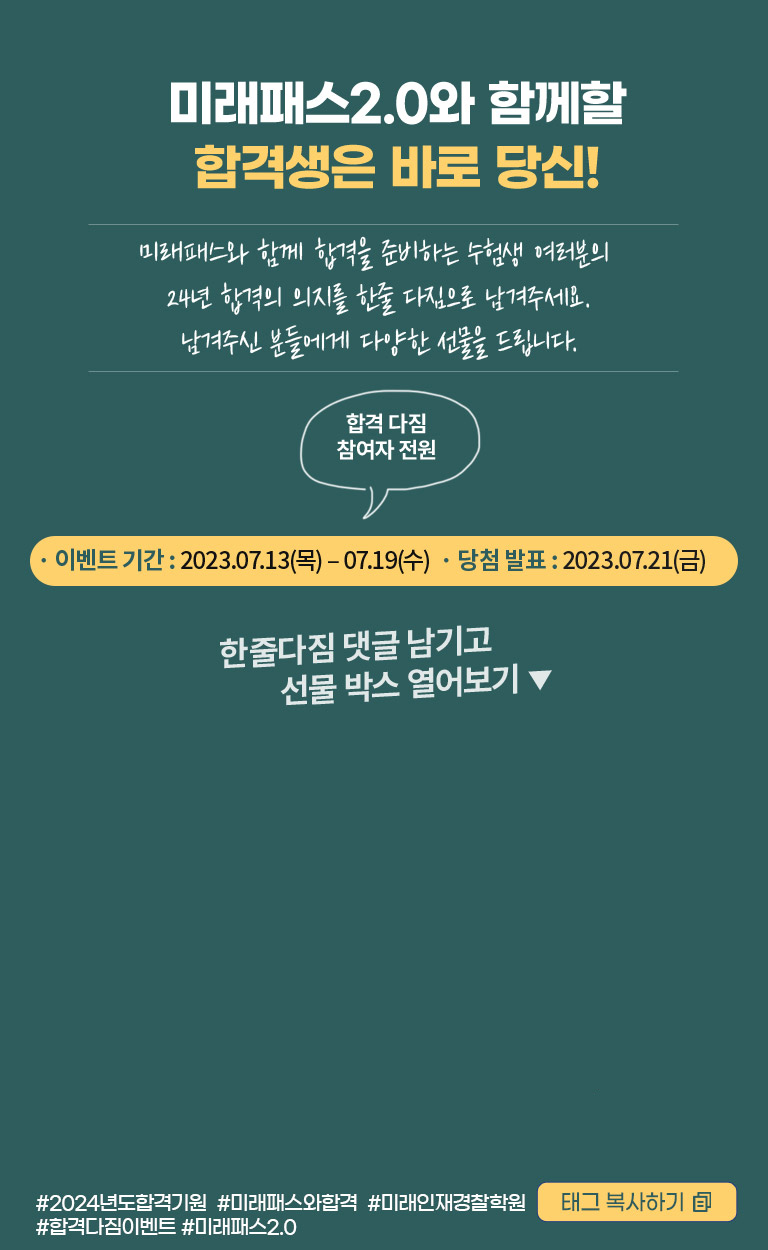 미래패스2.0와 함께할
합격생은 바로 당신!
미래패스와 함께 합격을 준비하는 수험생 여러분의
24년 합격의 의지를 한줄 다짐으로 남겨주세요.
남겨주신 분들에게 다양한 선물을 드립니다.
합격 다짐
참여자 전원
· 이벤트 기간 : 2023.07.13(목) – 07.19(수) · 당첨 발표 : 2023.07.21(금)
한줄다짐 댓글 남기고
선물 박스 열어보기 ▼
#2024년도합격기원 #미래패스와합격 #미래인재경찰학원 태그 복사하기
#합격다짐이벤트 #미래패스2.0